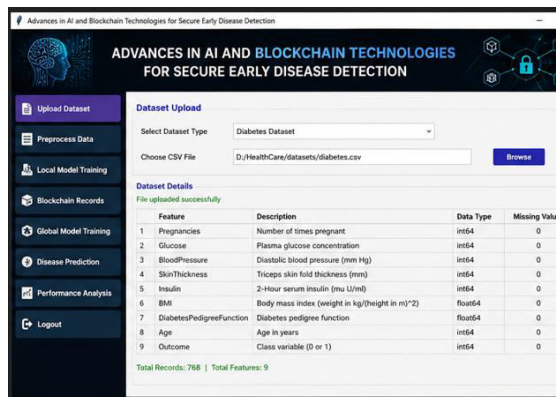 Advances in AI and Blockchain Technologies for Secure Early Disease Detection
ADVANCES IN AI AND BLOCKCHAIN TECHNOLOGIES
FOR SECURE EARLY DISEASE DETECTION
Upload Dataset
Preprocess Data
Local Model Training
Blockchain Records
Global Model Training
Disease Prediction
Performance Analysis
Logout
Dataset Upload
Select Dataset Type Diabetes Dataset
Choose CSV File D:/HealthCare/datasets/diabetes.csv Browse
Dataset Details
File uploaded successfully
Feature Description Data Type Missing Valu
1 Pregnancies Number of times pregnant int64 0
2 Glucose Plasma glucose concentration int64 0
3 BloodPressure Diastolic blood pressure (mm Hg) int64 0
4 SkinThickness Triceps skin fold thickness (mm) int64 0
5 Insulin 2-Hour serum insulin (mu U/ml) int64 0
6 BMI Body mass index (weight in kg/(height in m)^2) float64 0
7 DiabetesPedigreeFunction Diabetes pedigree function float64 0
8 Age Age in years int64 0
9 Outcome Class variable (0 or 1) int64 0
Total Records: 768 | Total Features: 9